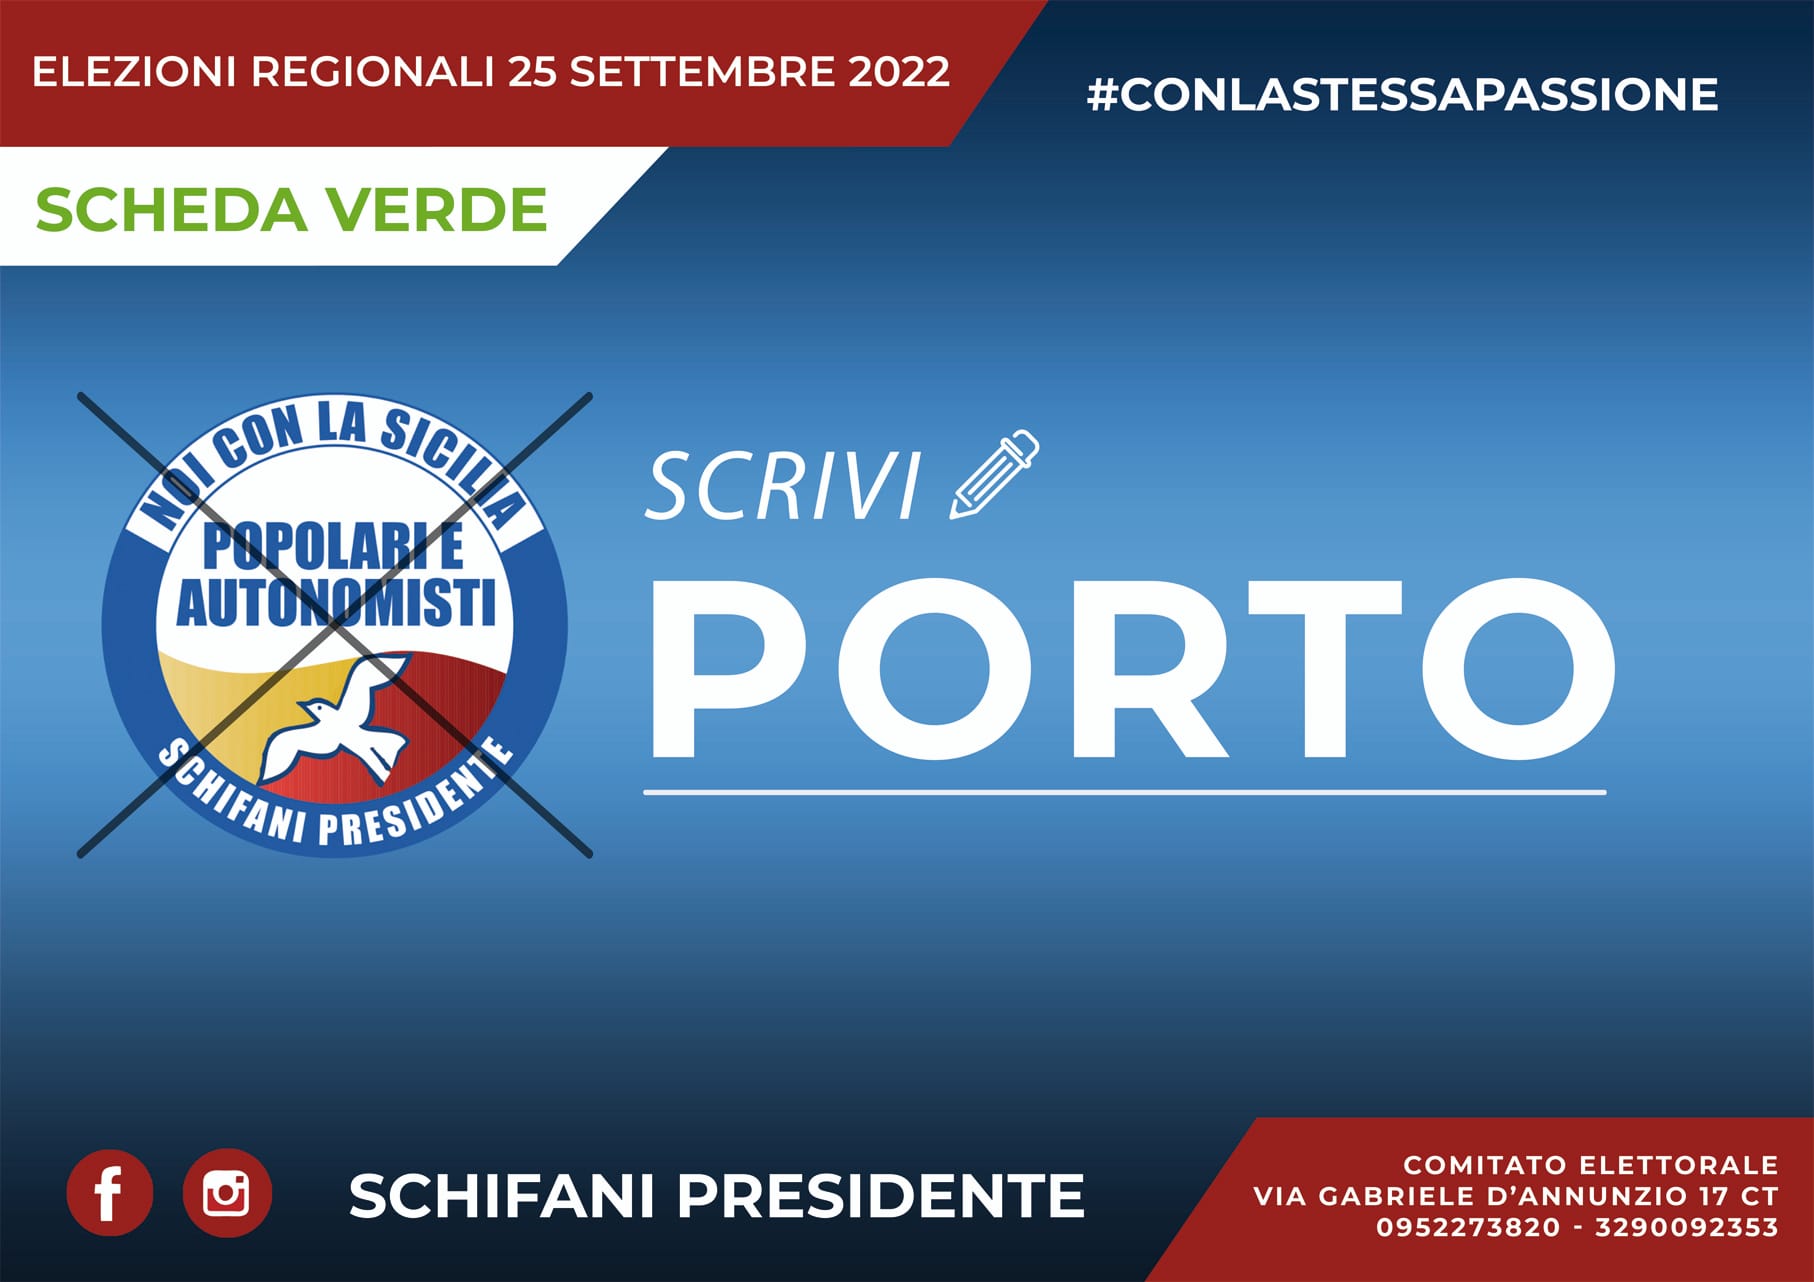 ELEZIONI REGIONALI 25 SETTEMBRE 2022
#CONLASTESSAPASSIONE
SCHEDA VERDE
NOI CON LA SICILIA
POPOLARI E
AUTONOMISTI
SCHIFANI PRESIDENTE
SCRIVI
PORTO
SCHIFANI PRESIDENTE
COMITATO ELETTORALE
VIA GABRIELE D'ANNUNZIO 17 CT
0952273820 - 3290092353